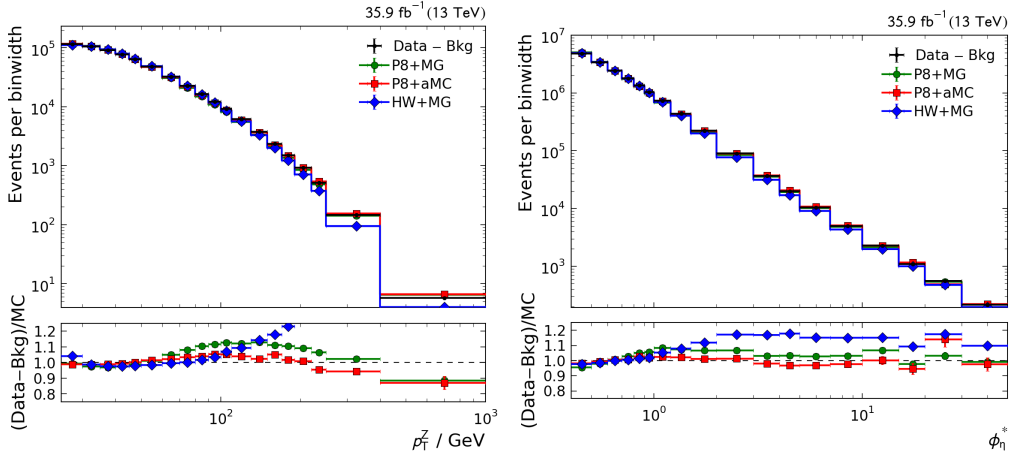 35.9 fb⁻¹ (13 TeV)
Events per binwidth
10⁵
10⁴
10³
10²
10¹
Data − Bkg
P8+MG
P8+aMC
HW+MG
(Data−Bkg)/MC
1.2
1.1
1.0
0.9
0.8
10²
10³
p_T^Z / GeV
35.9 fb⁻¹ (13 TeV)
Events per binwidth
10⁷
10⁶
10⁵
10⁴
10³
Data − Bkg
P8+MG
P8+aMC
HW+MG
(Data−Bkg)/MC
1.2
1.1
1.0
0.9
0.8
10⁰
10¹
ϕ_η^*